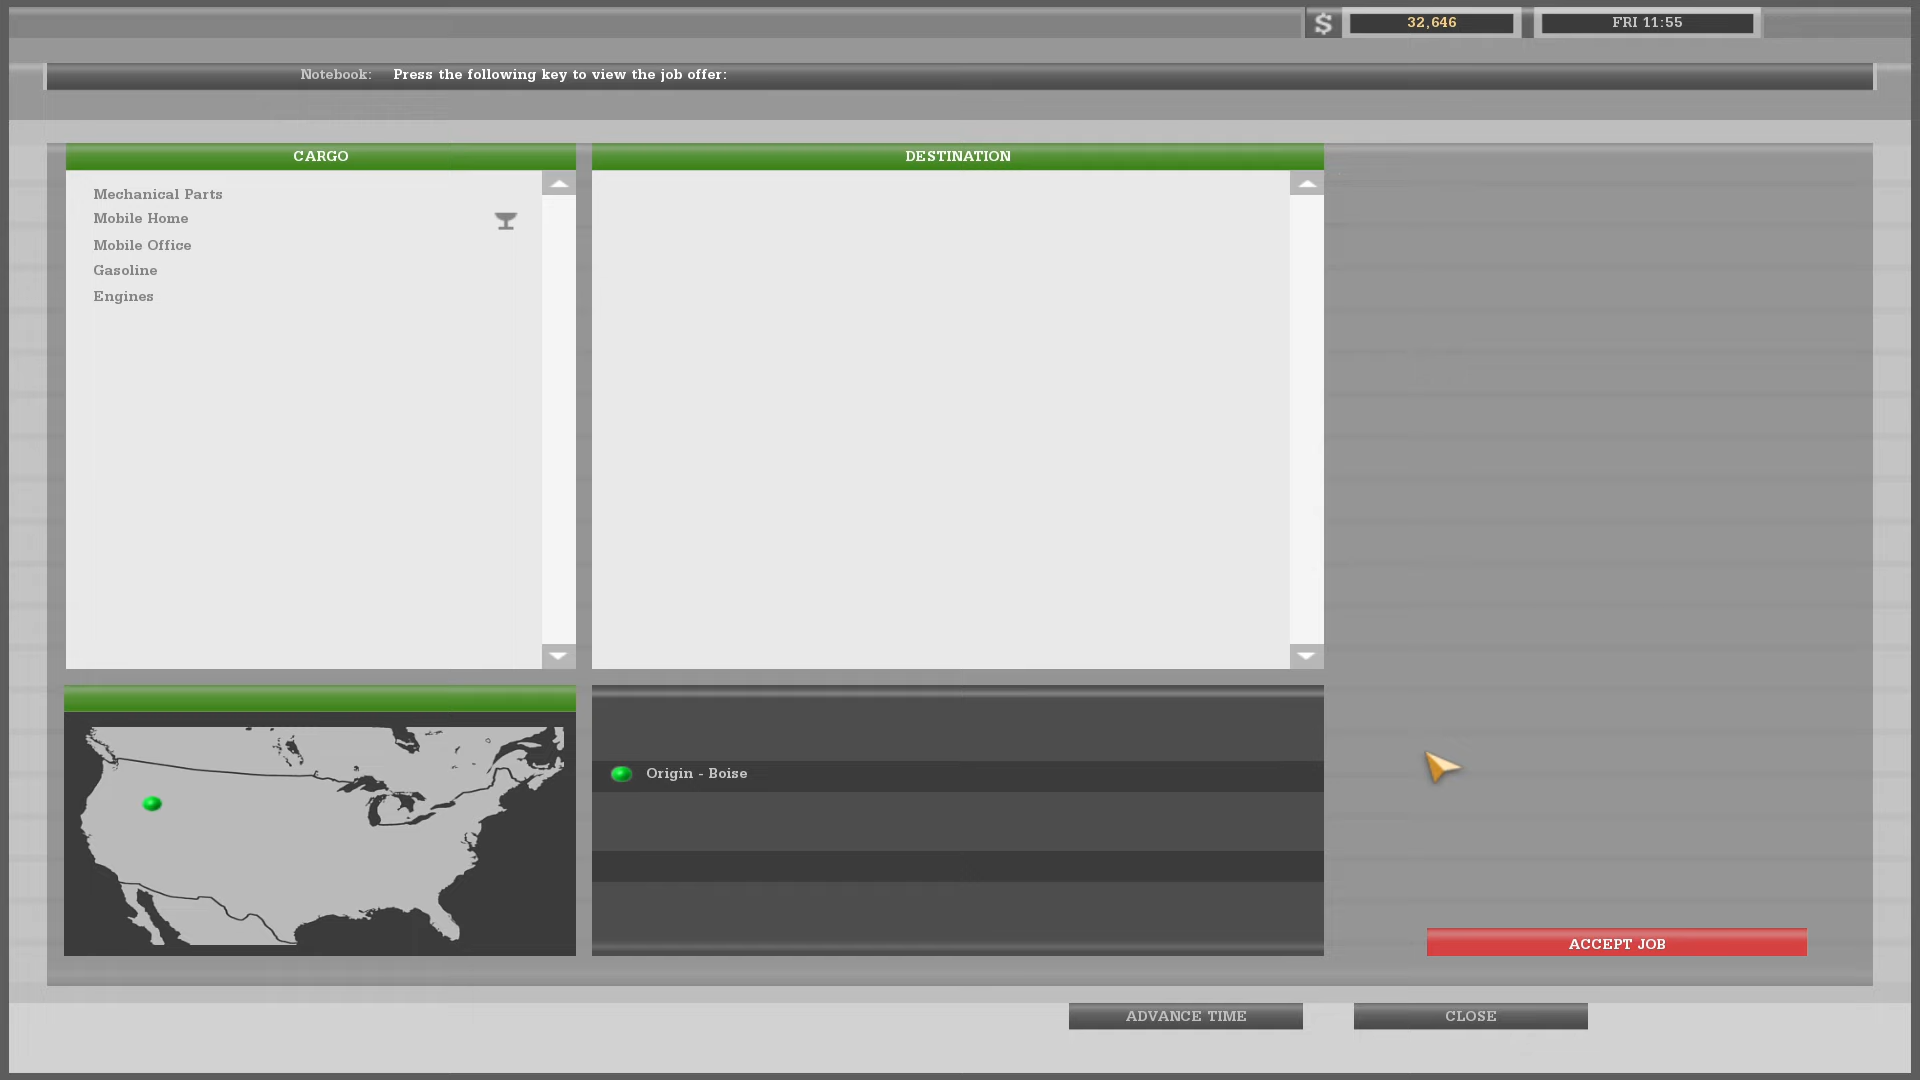 $ 32,646 FRI 11:55
Notebook: Press the following key to view the job offer:
CARGO
Mechanical Parts
Mobile Home
Mobile Office
Gasoline
Engines
DESTINATION
Origin - Boise
ACCEPT JOB
ADVANCE TIME
CLOSE